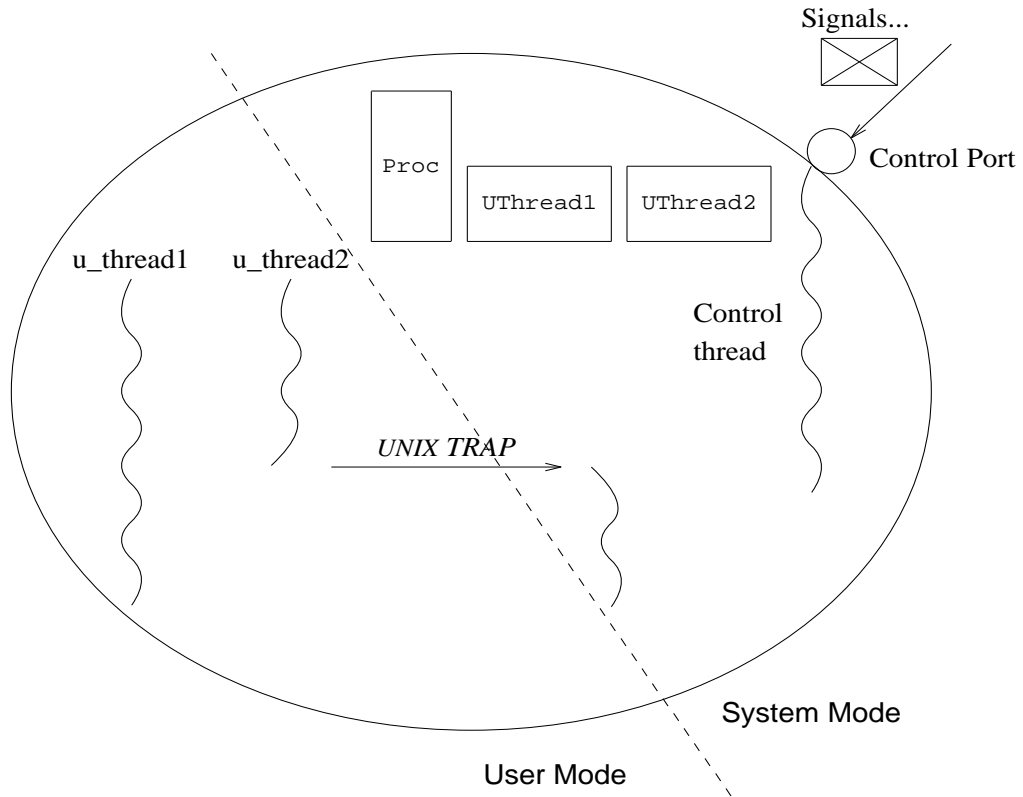 Signals...
Proc
Control Port
UThread1
UThread2
u_thread1
u_thread2
Control
thread
UNIX TRAP
System Mode
User Mode